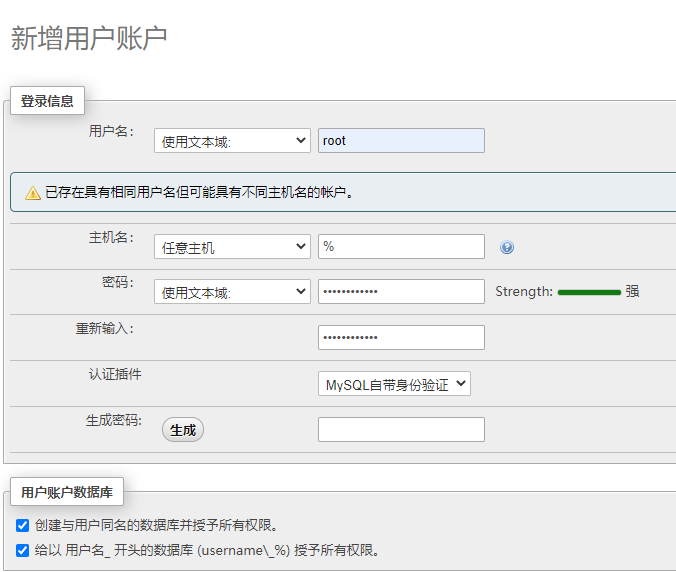 新增用户账户
登录信息
用户名： 使用文本域: root
已存在具有相同用户名但可能具有不同主机名的帐户。
主机名： 任意主机 %
密码： 使用文本域: •••••••••••• Strength: 强
重新输入： ••••••••••••
认证插件 MySQL自带身份验证
生成密码: 生成
用户账户数据库
创建与用户同名的数据库并授予所有权限。
给以 用户名_ 开头的数据库 (username\_%) 授予所有权限。